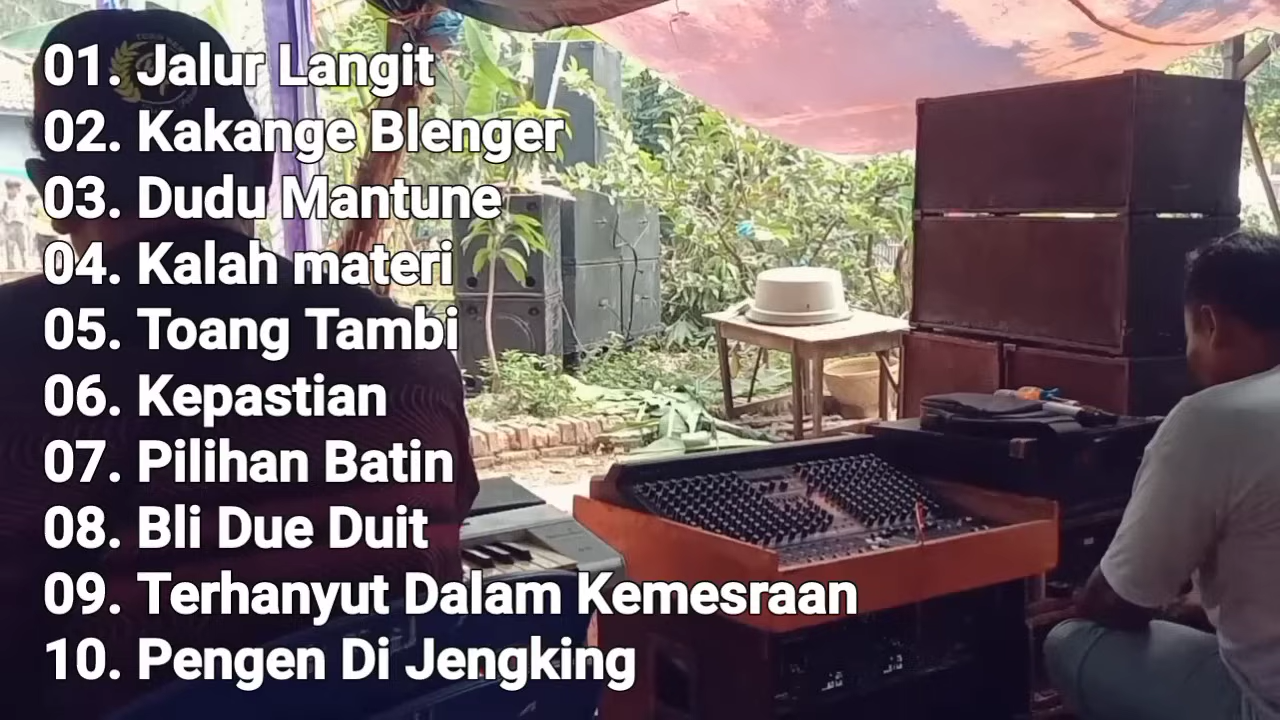 01. Jalur Langit
02. Kakange Blenger
03. Dudu Mantune
04. Kalah materi
05. Toang Tambi
06. Kepastian
07. Pilihan Batin
08. Bli Due Duit
09. Terhanyut Dalam Kemesraan
10. Pengen Di Jengking